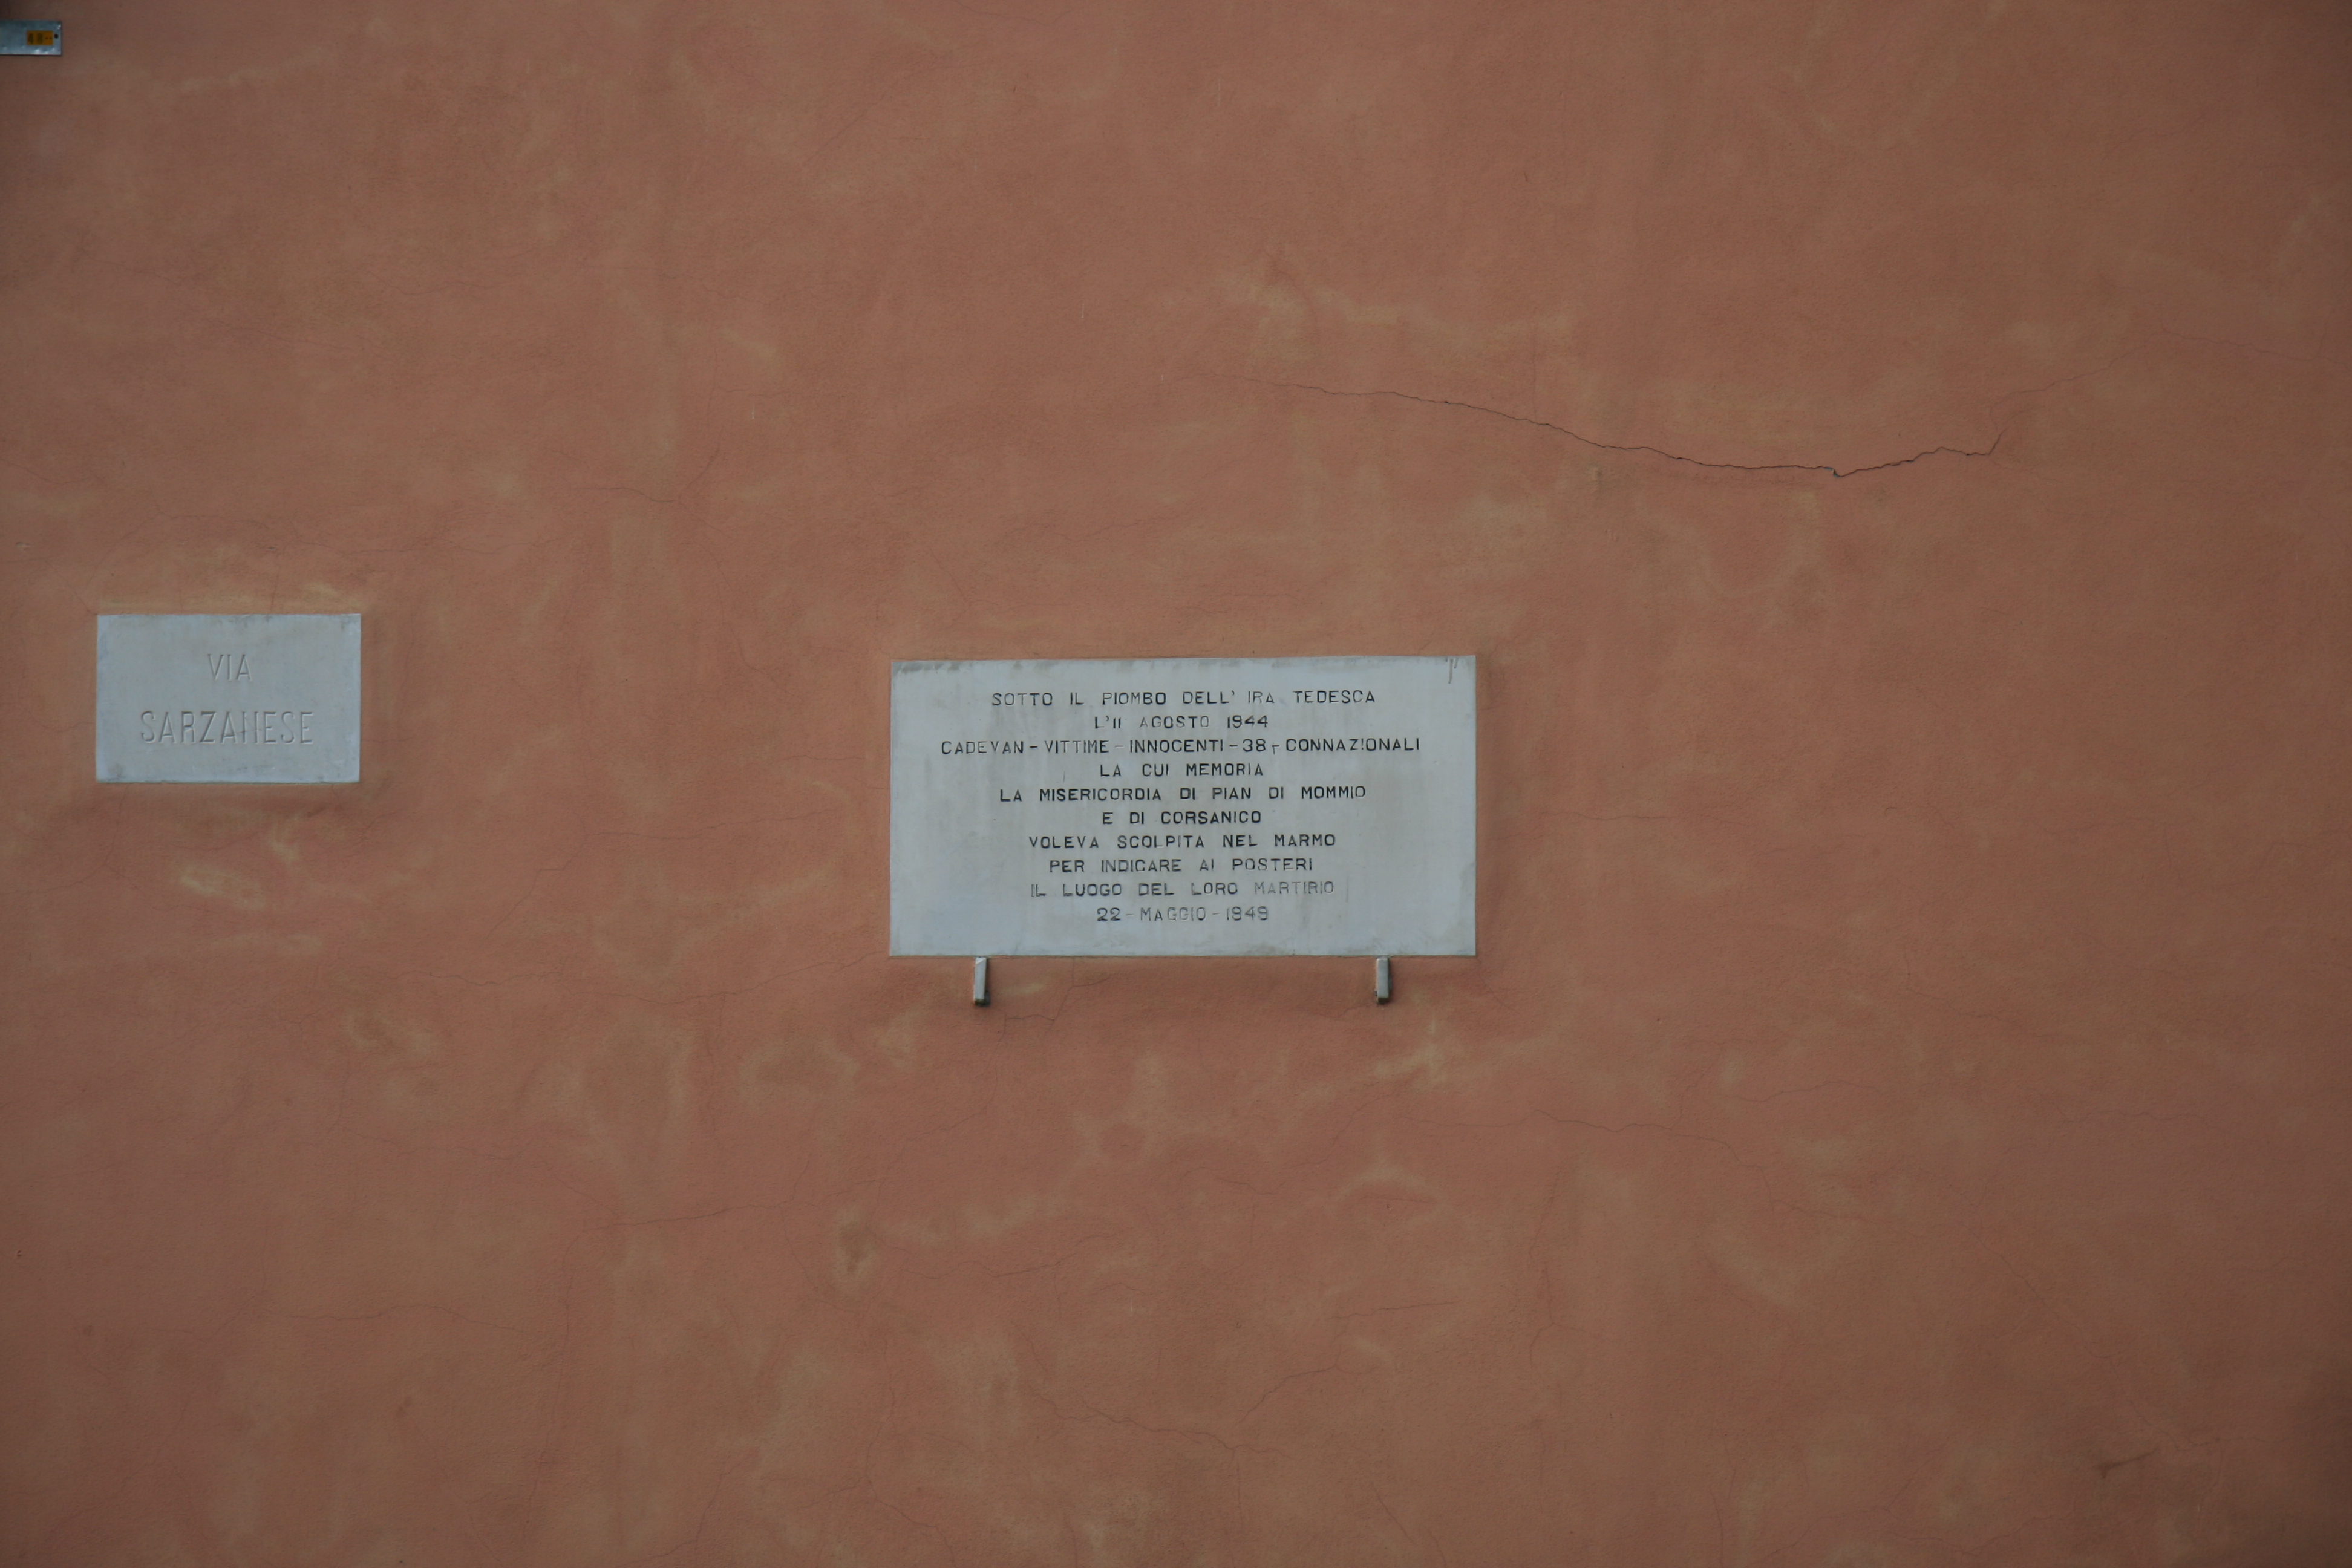 VIA
SARZANESE
SOTTO IL PIOMBO DELL' IRA TEDESCA
L'11 AGOSTO 1944
CADEVAN - VITTIME - INNOCENTI - 38 - CONNAZIONALI
LA CUI MEMORIA
LA MISERICORDIA DI PIAN DI MOMMIO
E DI CORSANICO
VOLEVA SCOLPITA NEL MARMO
PER INDICARE AI POSTERI
IL LUOGO DEL LORO MARTIRIO
22 - MAGGIO - 1949